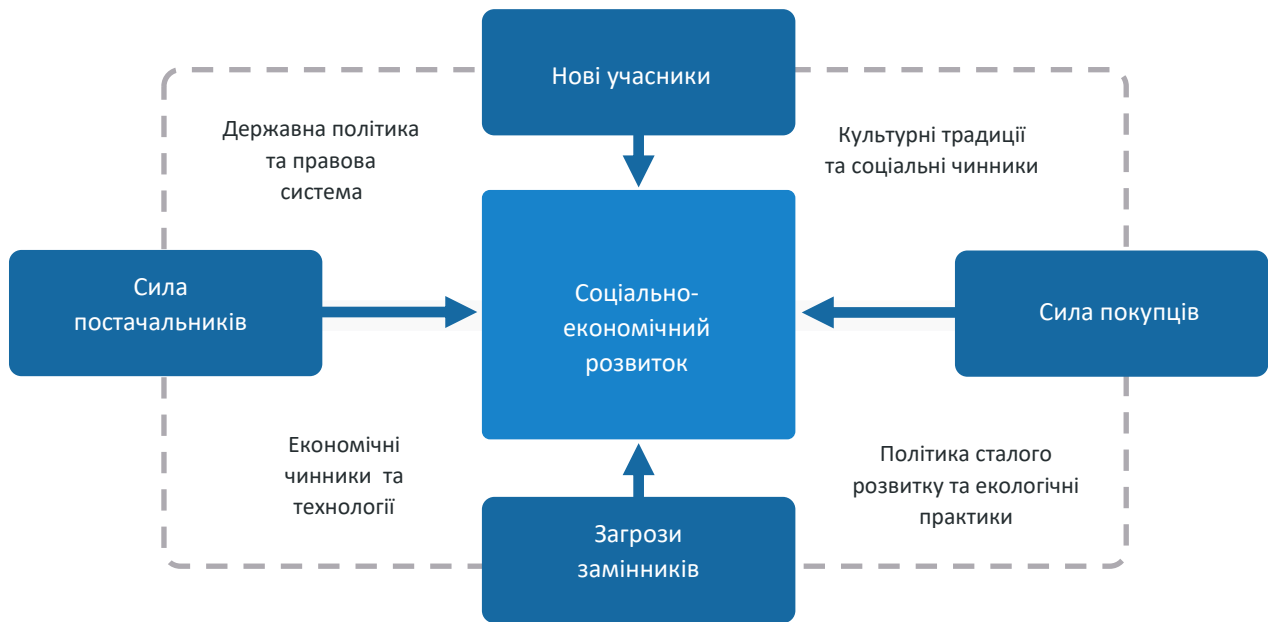 Нові учасники
Державна політика
та правова
система
Культурні традиції
та соціальні чинники
Сила
постачальників
Соціально-
економічний
розвиток
Сила покупців
Економічні
чинники та
технології
Політика сталого
розвитку та екологічні
практики
Загрози
замінників